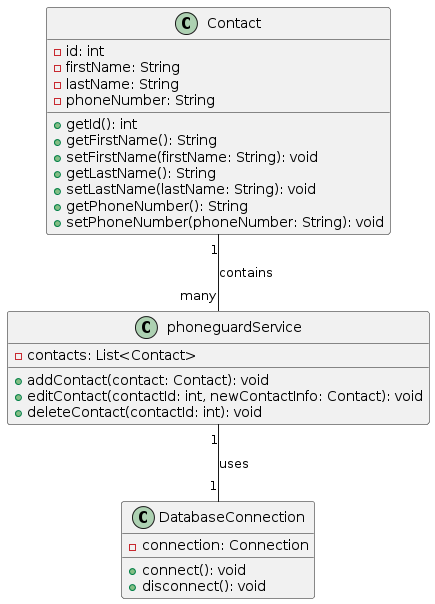 C Contact
id: int
firstName: String
lastName: String
phoneNumber: String
getId(): int
getFirstName(): String
setFirstName(firstName: String): void
getLastName(): String
setLastName(lastName: String): void
getPhoneNumber(): String
setPhoneNumber(phoneNumber: String): void
1
contains
many
C phoneguardService
contacts: List<Contact>
addContact(contact: Contact): void
editContact(contactId: int, newContactInfo: Contact): void
deleteContact(contactId: int): void
1
uses
1
C DatabaseConnection
connection: Connection
connect(): void
disconnect(): void